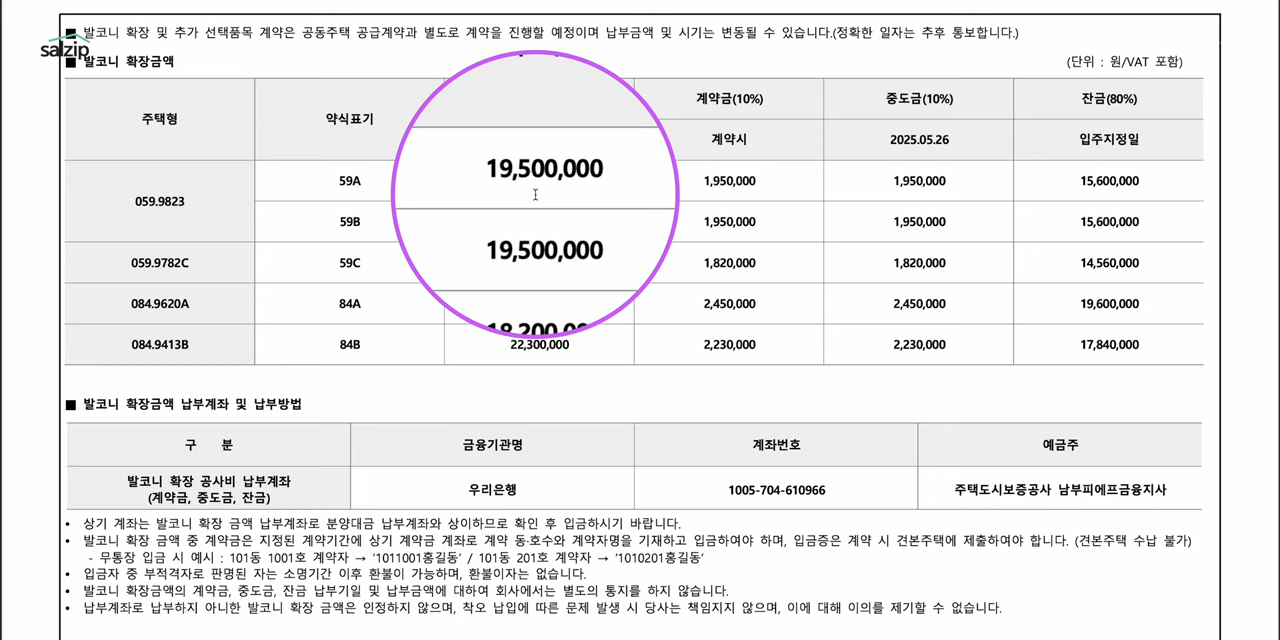 ■ 발코니 확장 및 추가 선택품목 계약은 공동주택 공급계약과 별도로 계약을 진행할 예정이며 납부금액 및 시기는 변동될 수 있습니다.(정확한 일자는 추후 통보합니다.)
salzip
■ 발코니 확장금액 (단위 : 원/VAT 포함)
주택형 약식표기 계약금(10%) 중도금(10%) 잔금(80%)
계약시 2025.05.26 입주지정일
059.9823 59A 19,500,000 1,950,000 1,950,000 15,600,000
59B 19,500,000 1,950,000 1,950,000 15,600,000
059.9782C 59C 1,820,000 1,820,000 14,560,000
084.9620A 84A 2,450,000 2,450,000 19,600,000
084.9413B 84B 22,300,000 2,230,000 2,230,000 17,840,000
■ 발코니 확장금액 납부계좌 및 납부방법
구 분 금융기관명 계좌번호 예금주
발코니 확장 공사비 납부계좌
(계약금, 중도금, 잔금) 우리은행 1005-704-610966 주택도시보증공사 남부피에프금융지사
• 상기 계좌는 발코니 확장 금액 납부계좌로 분양대금 납부계좌와 상이하므로 확인 후 입금하시기 바랍니다.
• 발코니 확장 금액 중 계약금은 지정된 계약기간에 상기 계약금 계좌로 계약 동·호수와 계약자명을 기재하고 입금하여야 하며, 입금증은 계약 시 견본주택에 제출하여야 합니다. (견본주택 수납 불가)
- 무통장 입금 시 예시 : 101동 1001호 계약자 → '1011001홍길동' / 101동 201호 계약자 → '1010201홍길동'
• 입금자 중 부적격자로 판명된 자는 소명기간 이후 환불이 가능하며, 환불이자는 없습니다.
• 발코니 확장금액의 계약금, 중도금, 잔금 납부기일 및 납부금액에 대하여 회사에서는 별도의 통지를 하지 않습니다.
• 납부계좌로 납부하지 아니한 발코니 확장 금액은 인정하지 않으며, 착오 납입에 따른 문제 발생 시 당사는 책임지지 않으며, 이에 대해 이의를 제기할 수 없습니다.